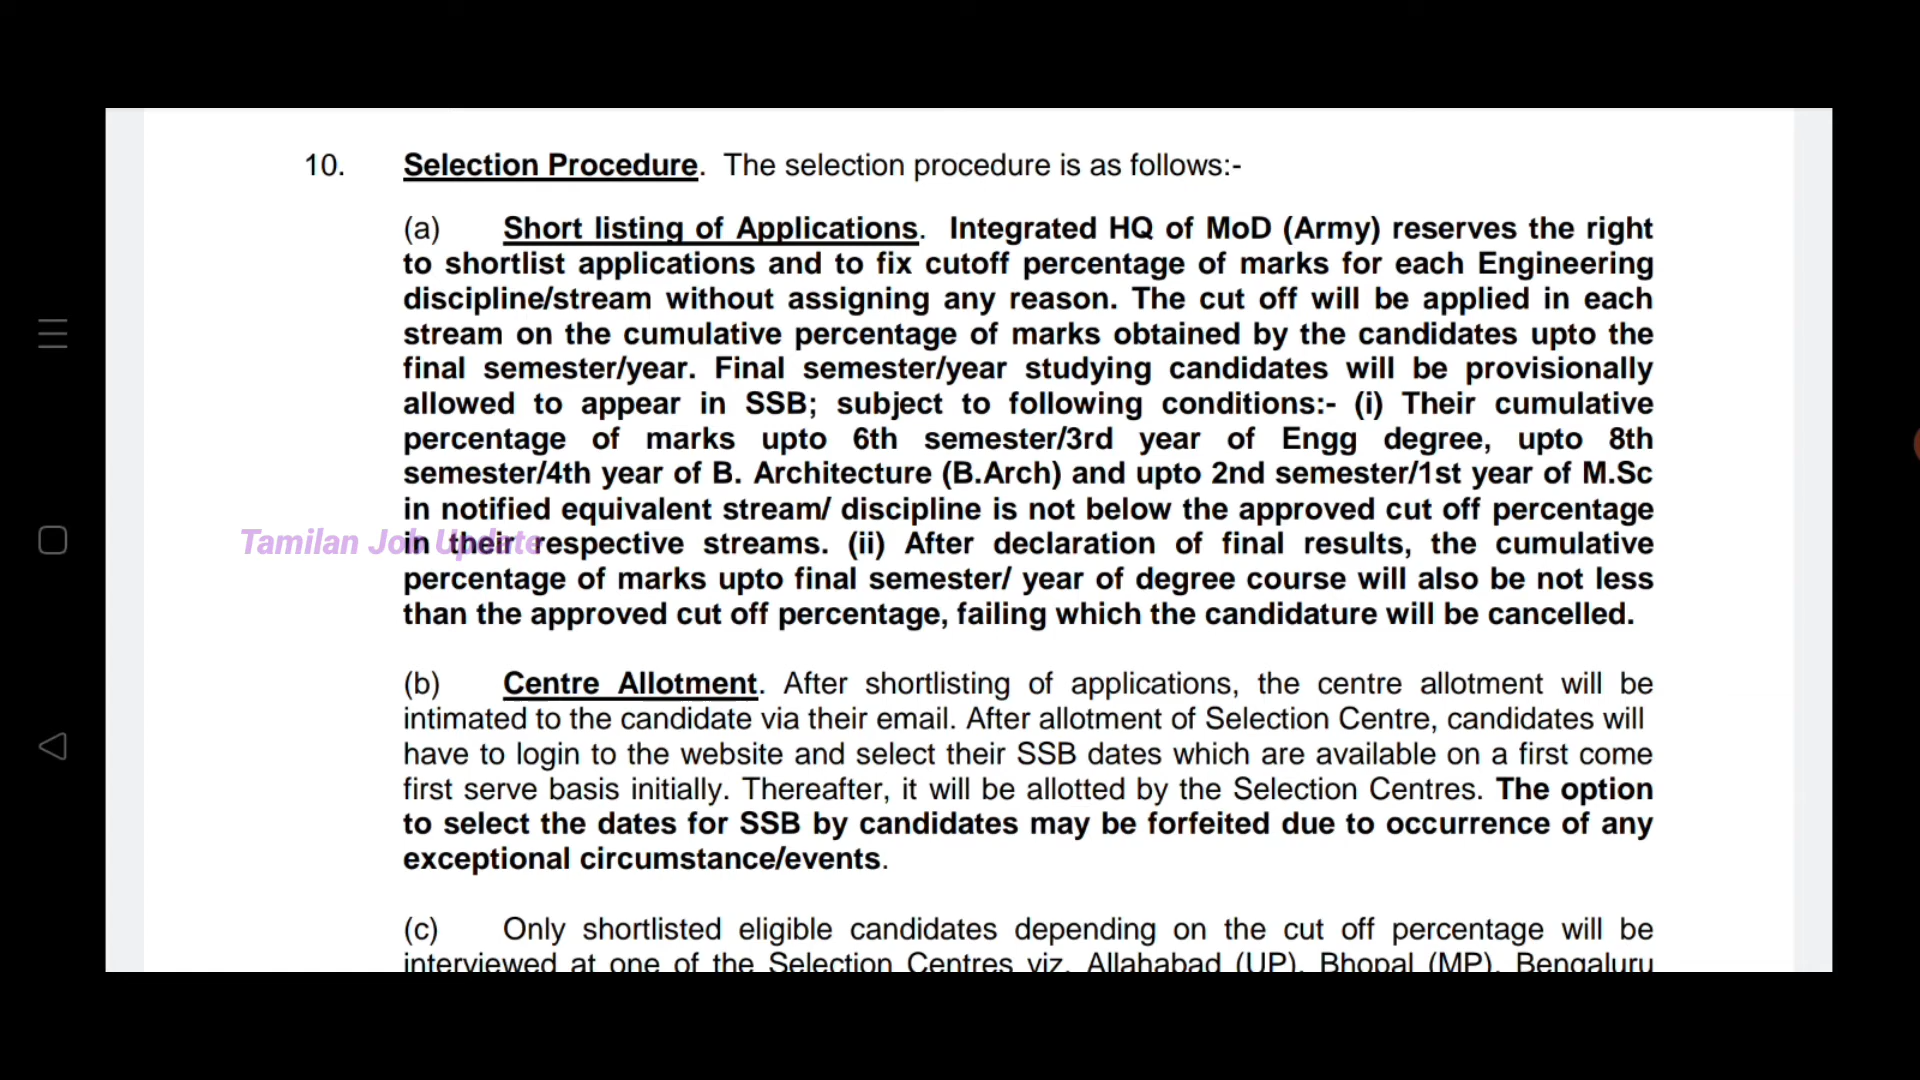 10. Selection Procedure. The selection procedure is as follows:-
(a) Short listing of Applications. Integrated HQ of MoD (Army) reserves the right
to shortlist applications and to fix cutoff percentage of marks for each Engineering
discipline/stream without assigning any reason. The cut off will be applied in each
stream on the cumulative percentage of marks obtained by the candidates upto the
final semester/year. Final semester/year studying candidates will be provisionally
allowed to appear in SSB; subject to following conditions:- (i) Their cumulative
percentage of marks upto 6th semester/3rd year of Engg degree, upto 8th
semester/4th year of B. Architecture (B.Arch) and upto 2nd semester/1st year of M.Sc
in notified equivalent stream/ discipline is not below the approved cut off percentage
in their respective streams. (ii) After declaration of final results, the cumulative
Tamilan Job Update
percentage of marks upto final semester/ year of degree course will also be not less
than the approved cut off percentage, failing which the candidature will be cancelled.
(b) Centre Allotment. After shortlisting of applications, the centre allotment will be
intimated to the candidate via their email. After allotment of Selection Centre, candidates will
have to login to the website and select their SSB dates which are available on a first come
first serve basis initially. Thereafter, it will be allotted by the Selection Centres. The option
to select the dates for SSB by candidates may be forfeited due to occurrence of any
exceptional circumstance/events.
(c) Only shortlisted eligible candidates depending on the cut off percentage will be
interviewed at one of the Selection Centres viz. Allahabad (UP), Bhopal (MP), Bengaluru